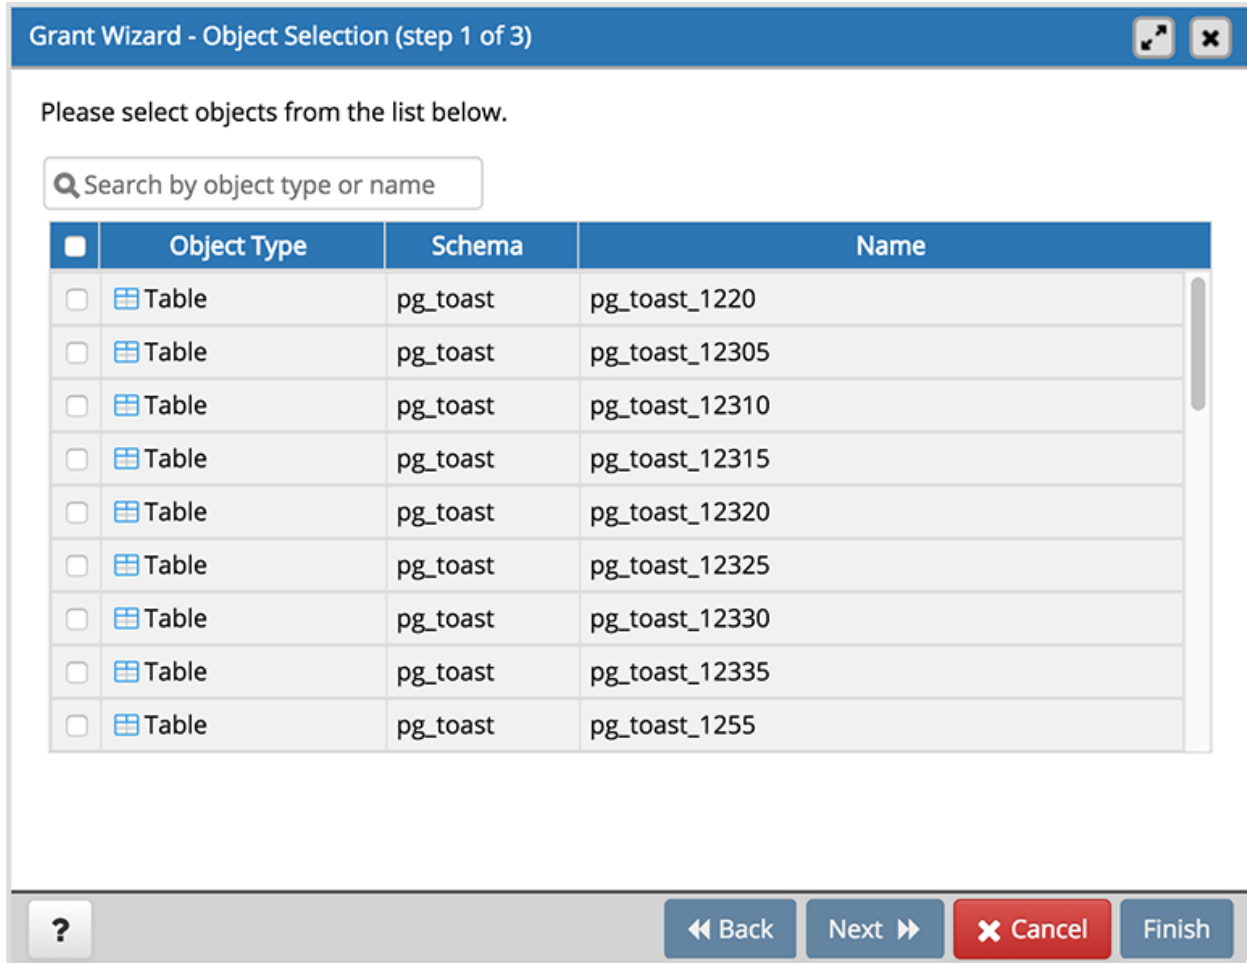 Grant Wizard - Object Selection (step 1 of 3)
Please select objects from the list below.
Search by object type or name
Object Type Schema Name
Table pg_toast pg_toast_1220
Table pg_toast pg_toast_12305
Table pg_toast pg_toast_12310
Table pg_toast pg_toast_12315
Table pg_toast pg_toast_12320
Table pg_toast pg_toast_12325
Table pg_toast pg_toast_12330
Table pg_toast pg_toast_12335
Table pg_toast pg_toast_1255
? Back Next Cancel Finish